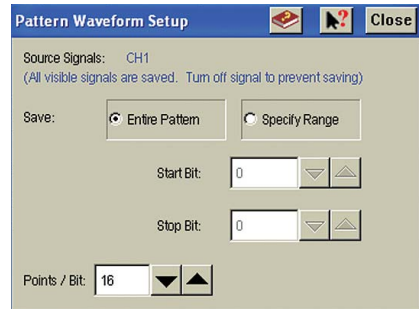 Pattern Waveform Setup ? ? Close
Source Signals: CH1
(All visible signals are saved. Turn off signal to prevent saving)
Save: Entire Pattern Specify Range
Start Bit: 0
Stop Bit: 0
Points / Bit: 16